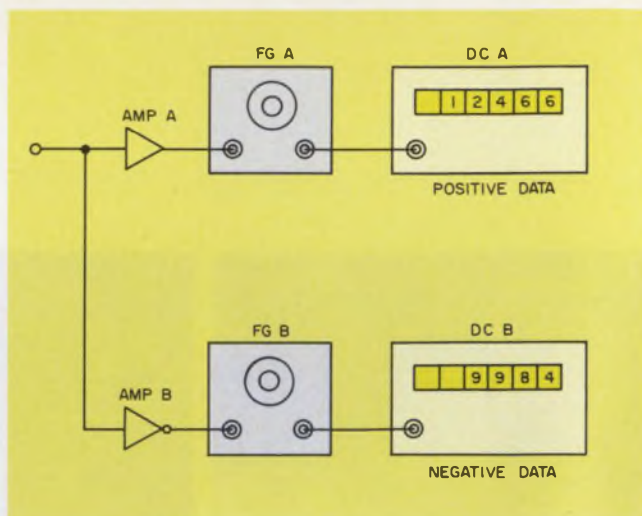 FG A
DC A
AMP A
1 2 4 6 6
POSITIVE DATA
FG B
DC B
AMP B
9 9 8 4
NEGATIVE DATA